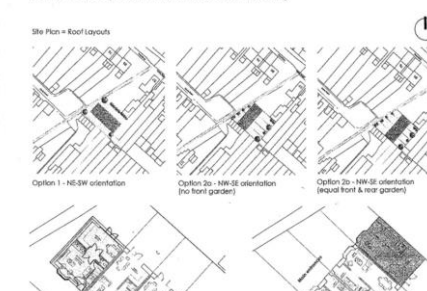 Site Plan = Roof Layouts
Option 1 - NE-SW orientation
Option 2a - NW-SE orientation
(no front garden)
Option 2b - NW-SE orientation
(equal front & rear garden)